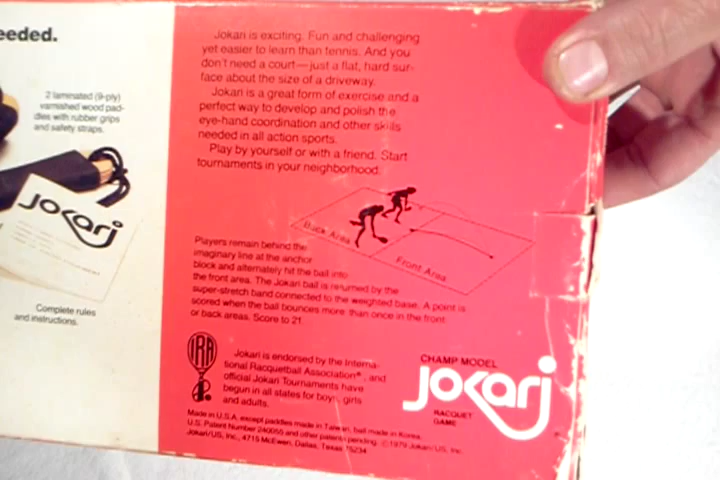 eeded.
2 laminated (9-ply)
varnished wood pad-
dles with rubber grips
and safety straps.
Jokari
Complete rules
and instructions.
Jokari is exciting. Fun and challenging
yet easier to learn than tennis. And you
don't need a court—just a flat, hard sur-
face about the size of a driveway.
Jokari is a great form of exercise and a
perfect way to develop and polish the
eye-hand coordination and other skills
needed in all action sports.
Play by yourself or with a friend. Start
tournaments in your neighborhood.
Back Area
Front Area
Players remain behind the
imaginary line at the anchor
block and alternately hit the ball into
the front area. The Jokari ball is returned by the
super-stretch band connected to the weighted base. A point is
scored when the ball bounces more than once in the front
or back areas. Score to 21.
IRA
Jokari is endorsed by the Interna-
tional Racquetball Association®, and
official Jokari Tournaments have
begun in all states for boys, girls
and adults.
CHAMP MODEL
Jokari
RACQUET
GAME
Made in U.S.A. except paddles made in Taiwan, ball made in Korea.
U.S. Patent Number 240055 and other patents pending. ©1979 Jokari/US, Inc.
Jokari/US, Inc., 4715 McEwen, Dallas, Texas 75234